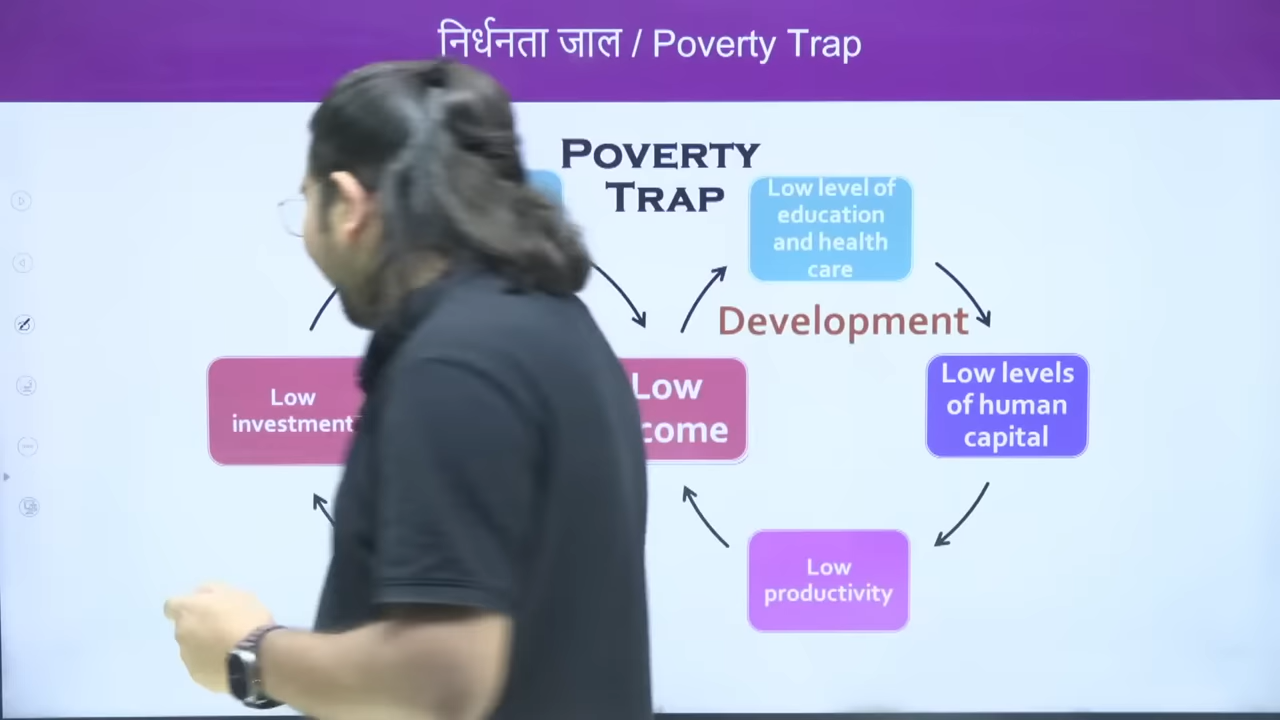 निर्धनता जाल / Poverty Trap
POVERTY
TRAP
Low level of
education
and health
care
Development
Low
investment
Low
come
Low levels
of human
capital
Low
productivity